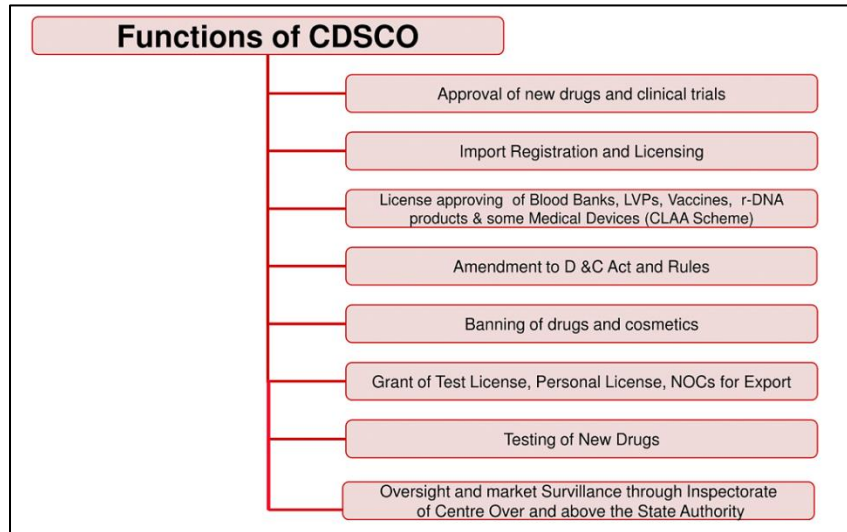 Functions of CDSCO
Approval of new drugs and clinical trials
Import Registration and Licensing
License approving of Blood Banks, LVPs, Vaccines, r-DNA
products & some Medical Devices (CLAA Scheme)
Amendment to D &C Act and Rules
Banning of drugs and cosmetics
Grant of Test License, Personal License, NOCs for Export
Testing of New Drugs
Oversight and market Survillance through Inspectorate
of Centre Over and above the State Authority